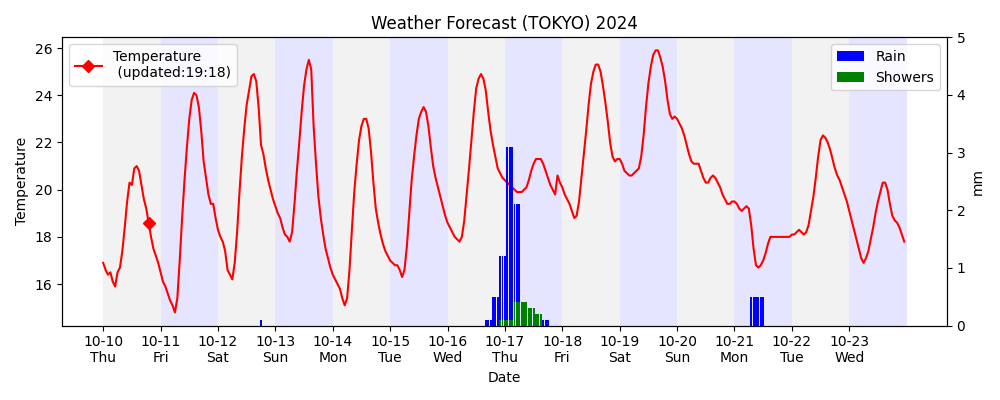 Weather Forecast (TOKYO) 2024
Temperature
(updated:19:18)
Rain
Showers
26
24
22
20
18
16
Temperature
5
4
3
2
1
0
mm
10-10 10-11 10-12 10-13 10-14 10-15 10-16 10-17 10-18 10-19 10-20 10-21 10-22 10-23
Thu Fri Sat Sun Mon Tue Wed Thu Fri Sat Sun Mon Tue Wed
Date